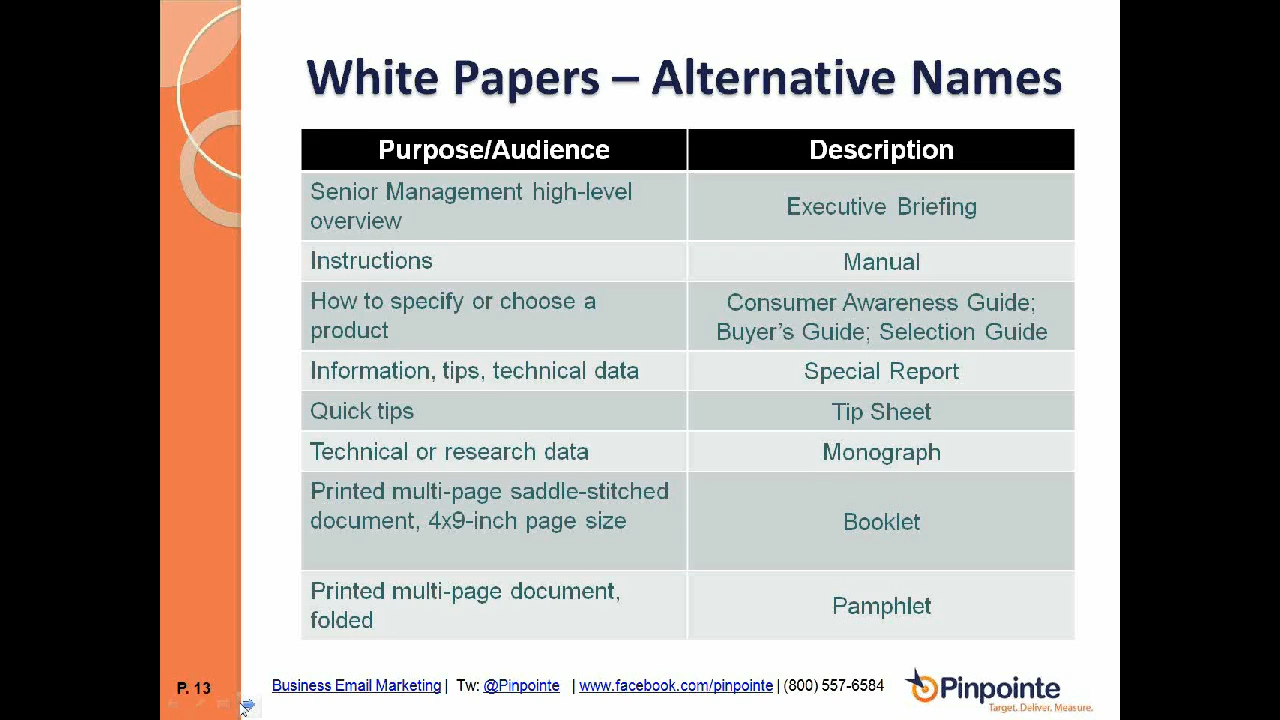 White Papers – Alternative Names
Purpose/Audience
Description
Senior Management high-level
overview
Executive Briefing
Instructions
Manual
How to specify or choose a
product
Consumer Awareness Guide;
Buyer's Guide; Selection Guide
Information, tips, technical data
Special Report
Quick tips
Tip Sheet
Technical or research data
Monograph
Printed multi-page saddle-stitched
document, 4x9-inch page size
Booklet
Printed multi-page document,
folded
Pamphlet
P. 13
Business Email Marketing | Tw: @Pinpointe | www.facebook.com/pinpointe | (800) 557-6584
Pinpointe
Target. Deliver. Measure.